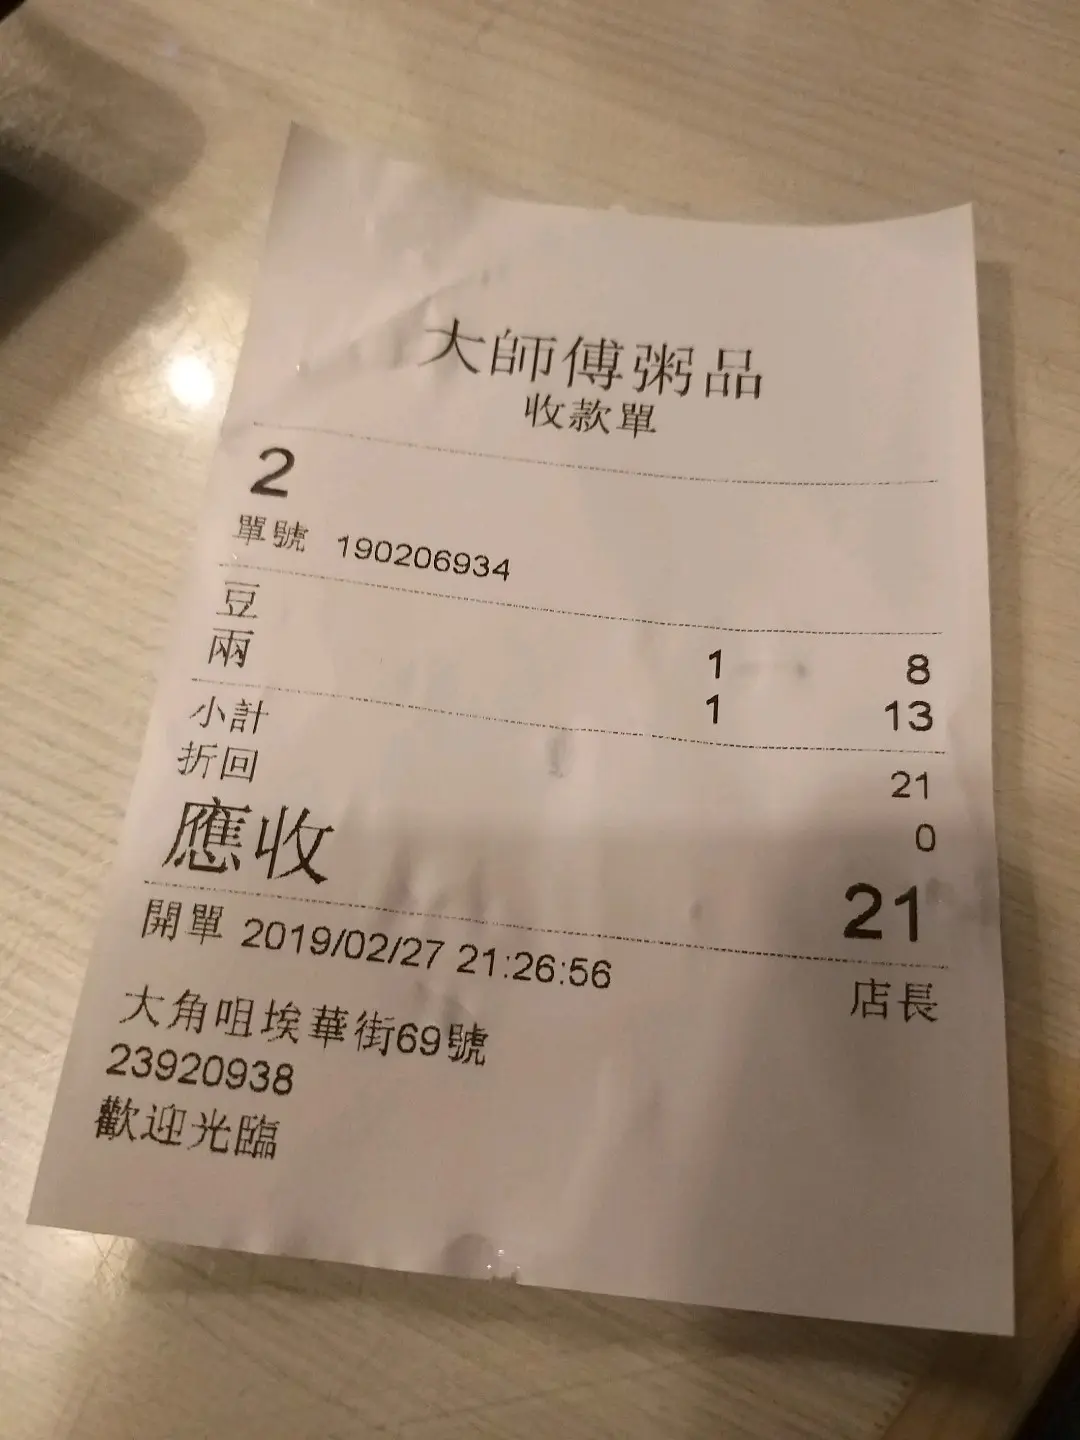 大師傅粥品
收款單
2
單號 190206934
豆 1 8
兩 1 13
小計 21
折回 0
應收 21
開單 2019/02/27 21:26:56 店長
大角咀埃華街69號
23920938
歡迎光臨